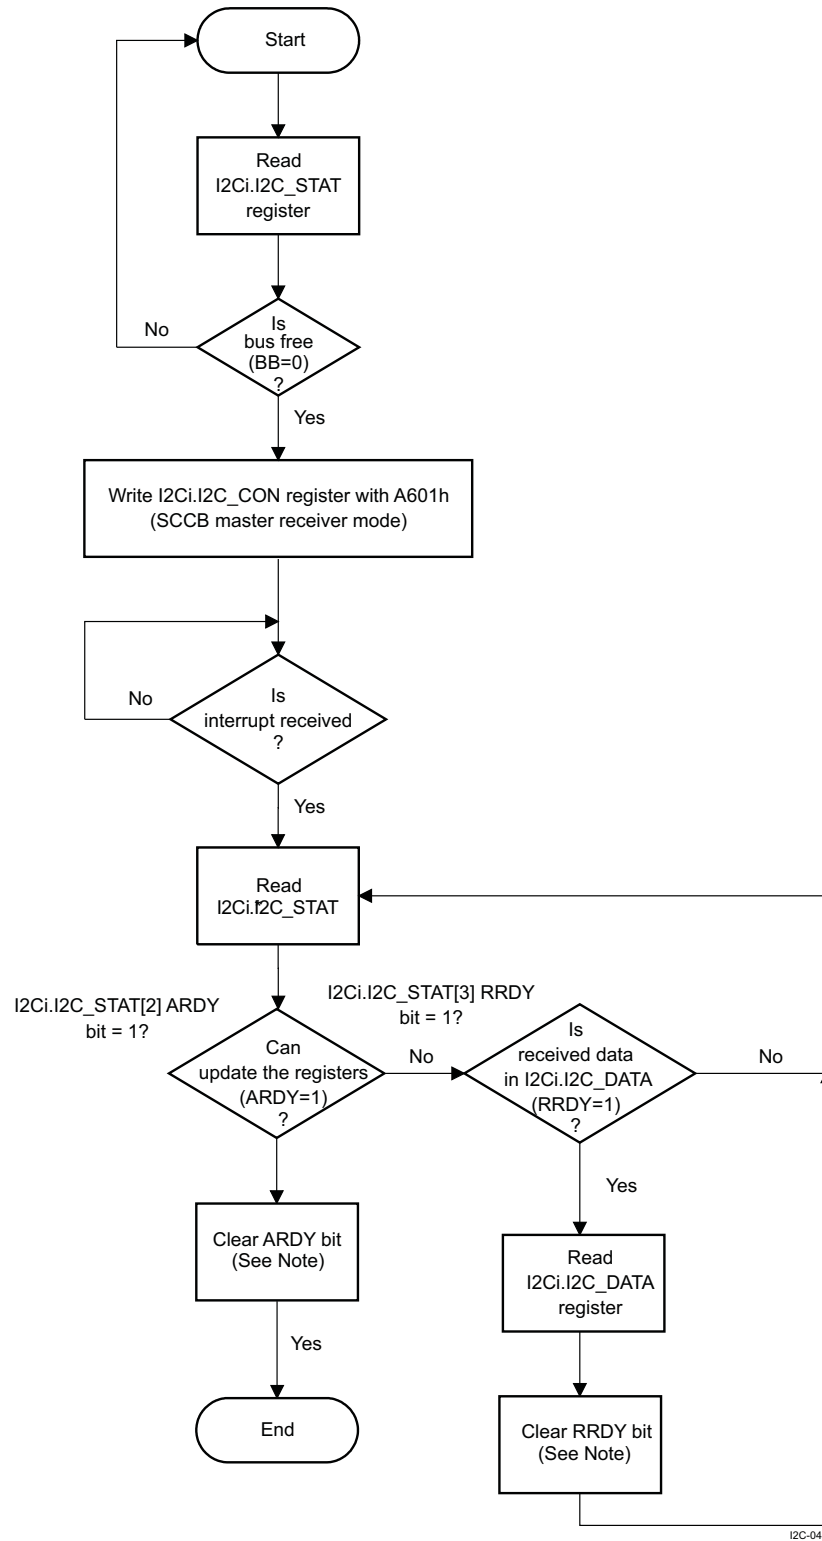 Start
Read
I2Ci.I2C_STAT
register
No
Is
bus free
(BB=0)
?
Yes
Write I2Ci.I2C_CON register with A601h
(SCCB master receiver mode)
No
Is
interrupt received
?
Yes
Read
I2Ci.I2C_STAT
I2Ci.I2C_STAT[2] ARDY
bit = 1?
I2Ci.I2C_STAT[3] RRDY
bit = 1?
Can
update the registers
(ARDY=1)
?
No
Is
received data
in I2Ci.I2C_DATA
(RRDY=1)
?
No
Yes
Clear ARDY bit
(See Note)
Read
I2Ci.I2C_DATA
register
Yes
End
Clear RRDY bit
(See Note)
I2C-04